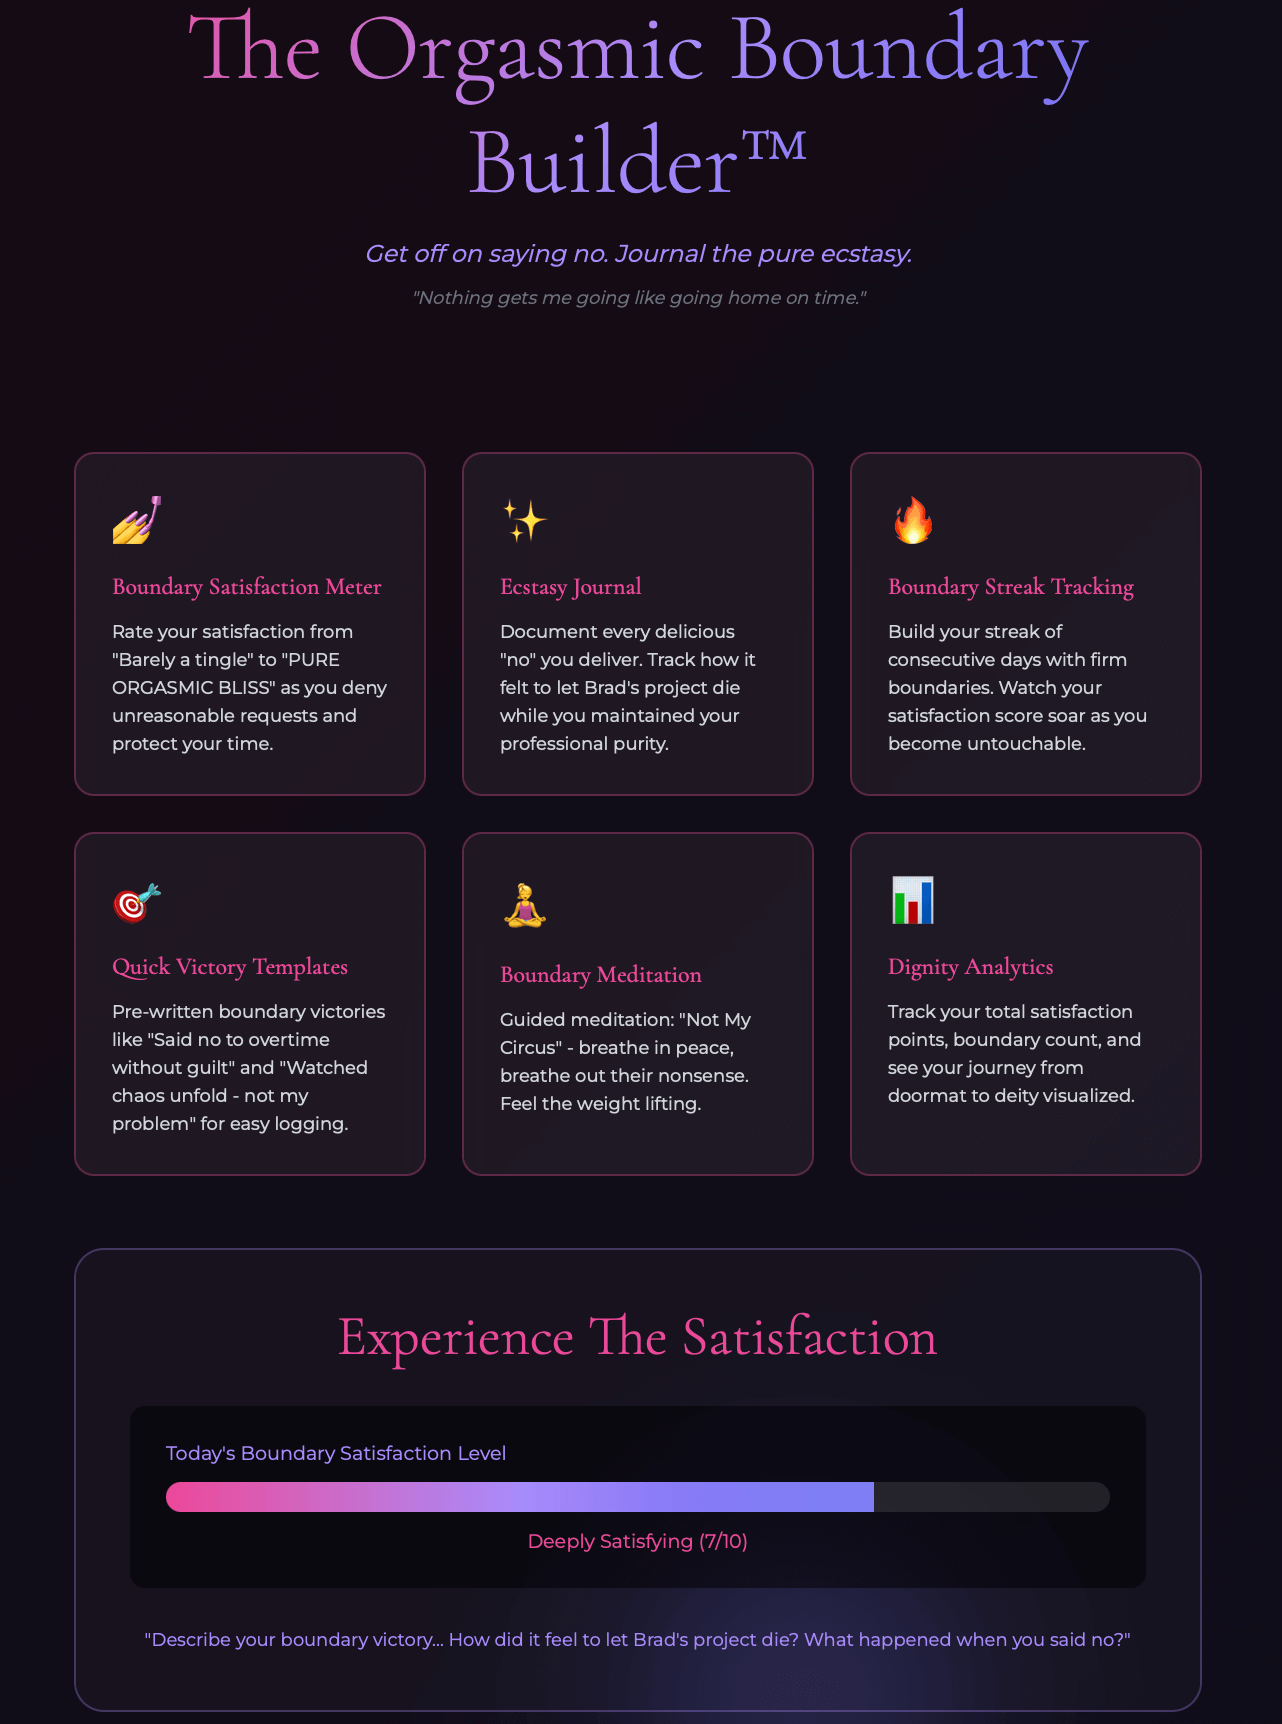 The Orgasmic Boundary
Builder™
Get off on saying no. Journal the pure ecstasy.
"Nothing gets me going like going home on time."
Boundary Satisfaction Meter
Rate your satisfaction from
"Barely a tingle" to "PURE
ORGASMIC BLISS" as you deny
unreasonable requests and
protect your time.
Ecstasy Journal
Document every delicious
"no" you deliver. Track how it
felt to let Brad's project die
while you maintained your
professional purity.
Boundary Streak Tracking
Build your streak of
consecutive days with firm
boundaries. Watch your
satisfaction score soar as you
become untouchable.
Quick Victory Templates
Pre-written boundary victories
like "Said no to overtime
without guilt" and "Watched
chaos unfold - not my
problem" for easy logging.
Boundary Meditation
Guided meditation: "Not My
Circus" - breathe in peace,
breathe out their nonsense.
Feel the weight lifting.
Dignity Analytics
Track your total satisfaction
points, boundary count, and
see your journey from
doormat to deity visualized.
Experience The Satisfaction
Today's Boundary Satisfaction Level
Deeply Satisfying (7/10)
"Describe your boundary victory... How did it feel to let Brad's project die? What happened when you said no?"